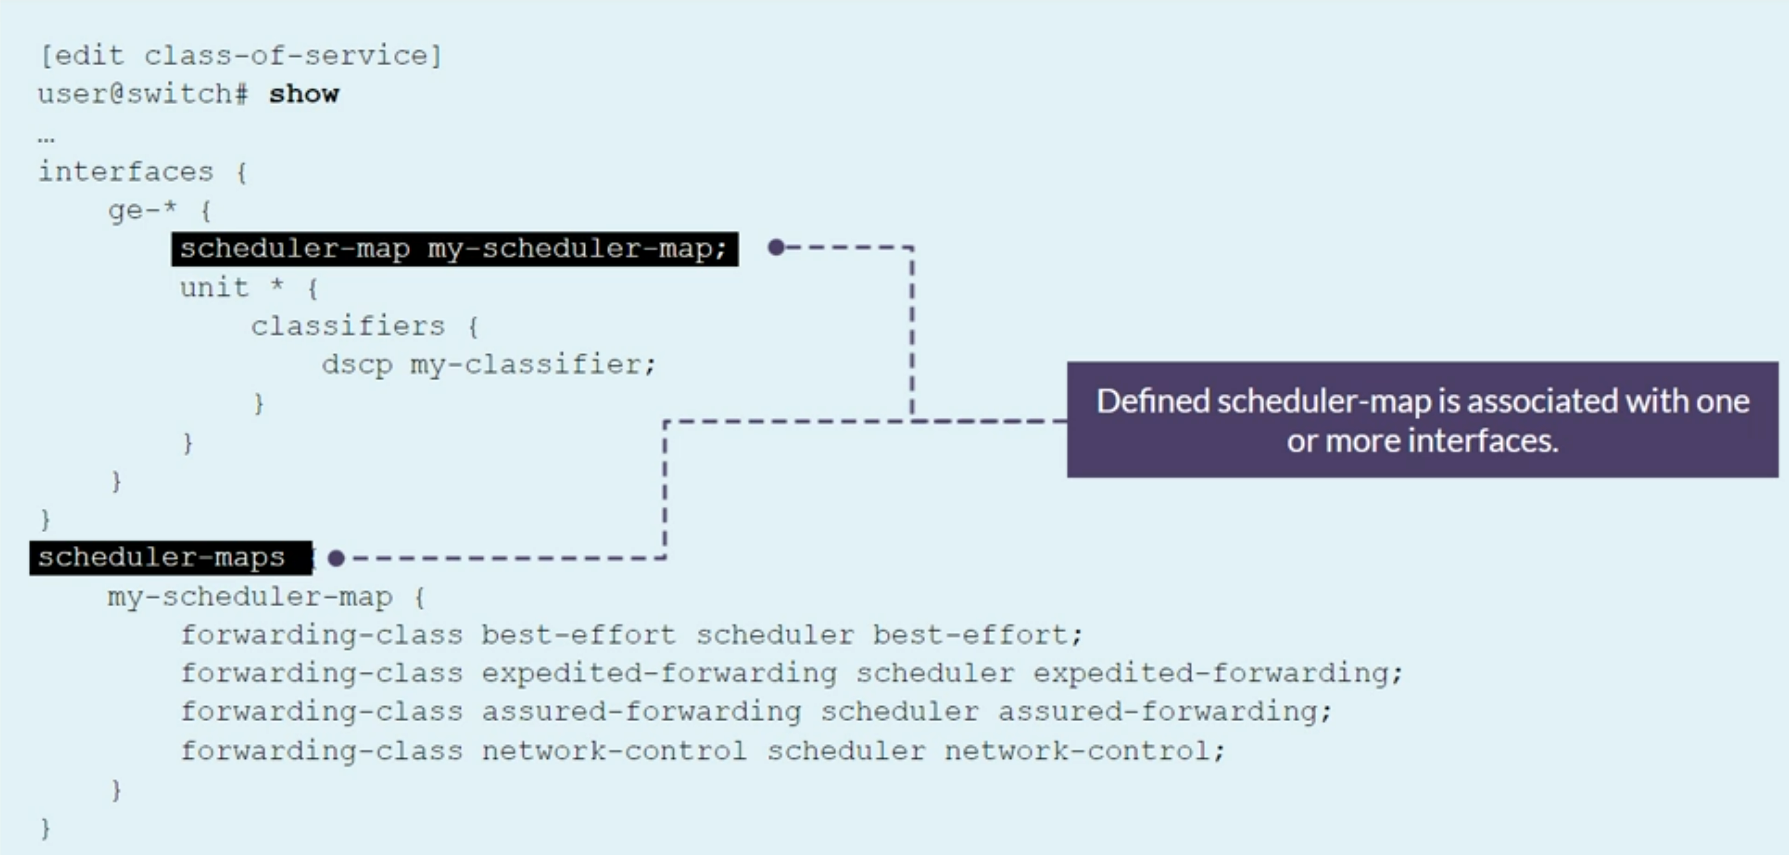 [edit class-of-service]
user@switch# show
…
interfaces {
ge-* {
scheduler-map my-scheduler-map;
unit * {
classifiers {
dscp my-classifier;
}
}
}
}
Defined scheduler-map is associated with one
or more interfaces.
scheduler-maps {
my-scheduler-map {
forwarding-class best-effort scheduler best-effort;
forwarding-class expedited-forwarding scheduler expedited-forwarding;
forwarding-class assured-forwarding scheduler assured-forwarding;
forwarding-class network-control scheduler network-control;
}
}